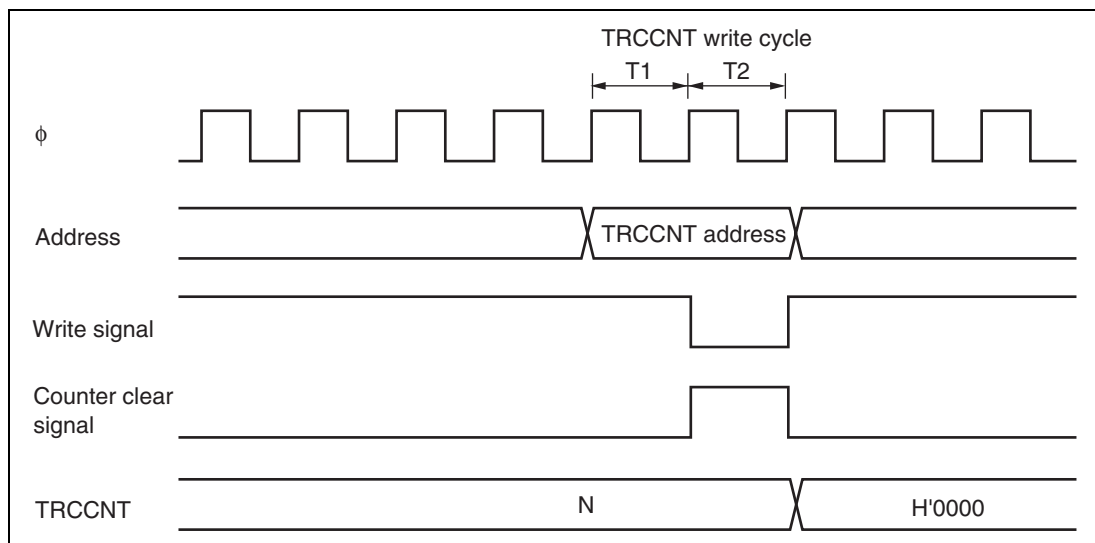 TRCCNT write cycle
T1 T2
ϕ
Address
TRCCNT address
Write signal
Counter clear
signal
TRCCNT
N
H'0000